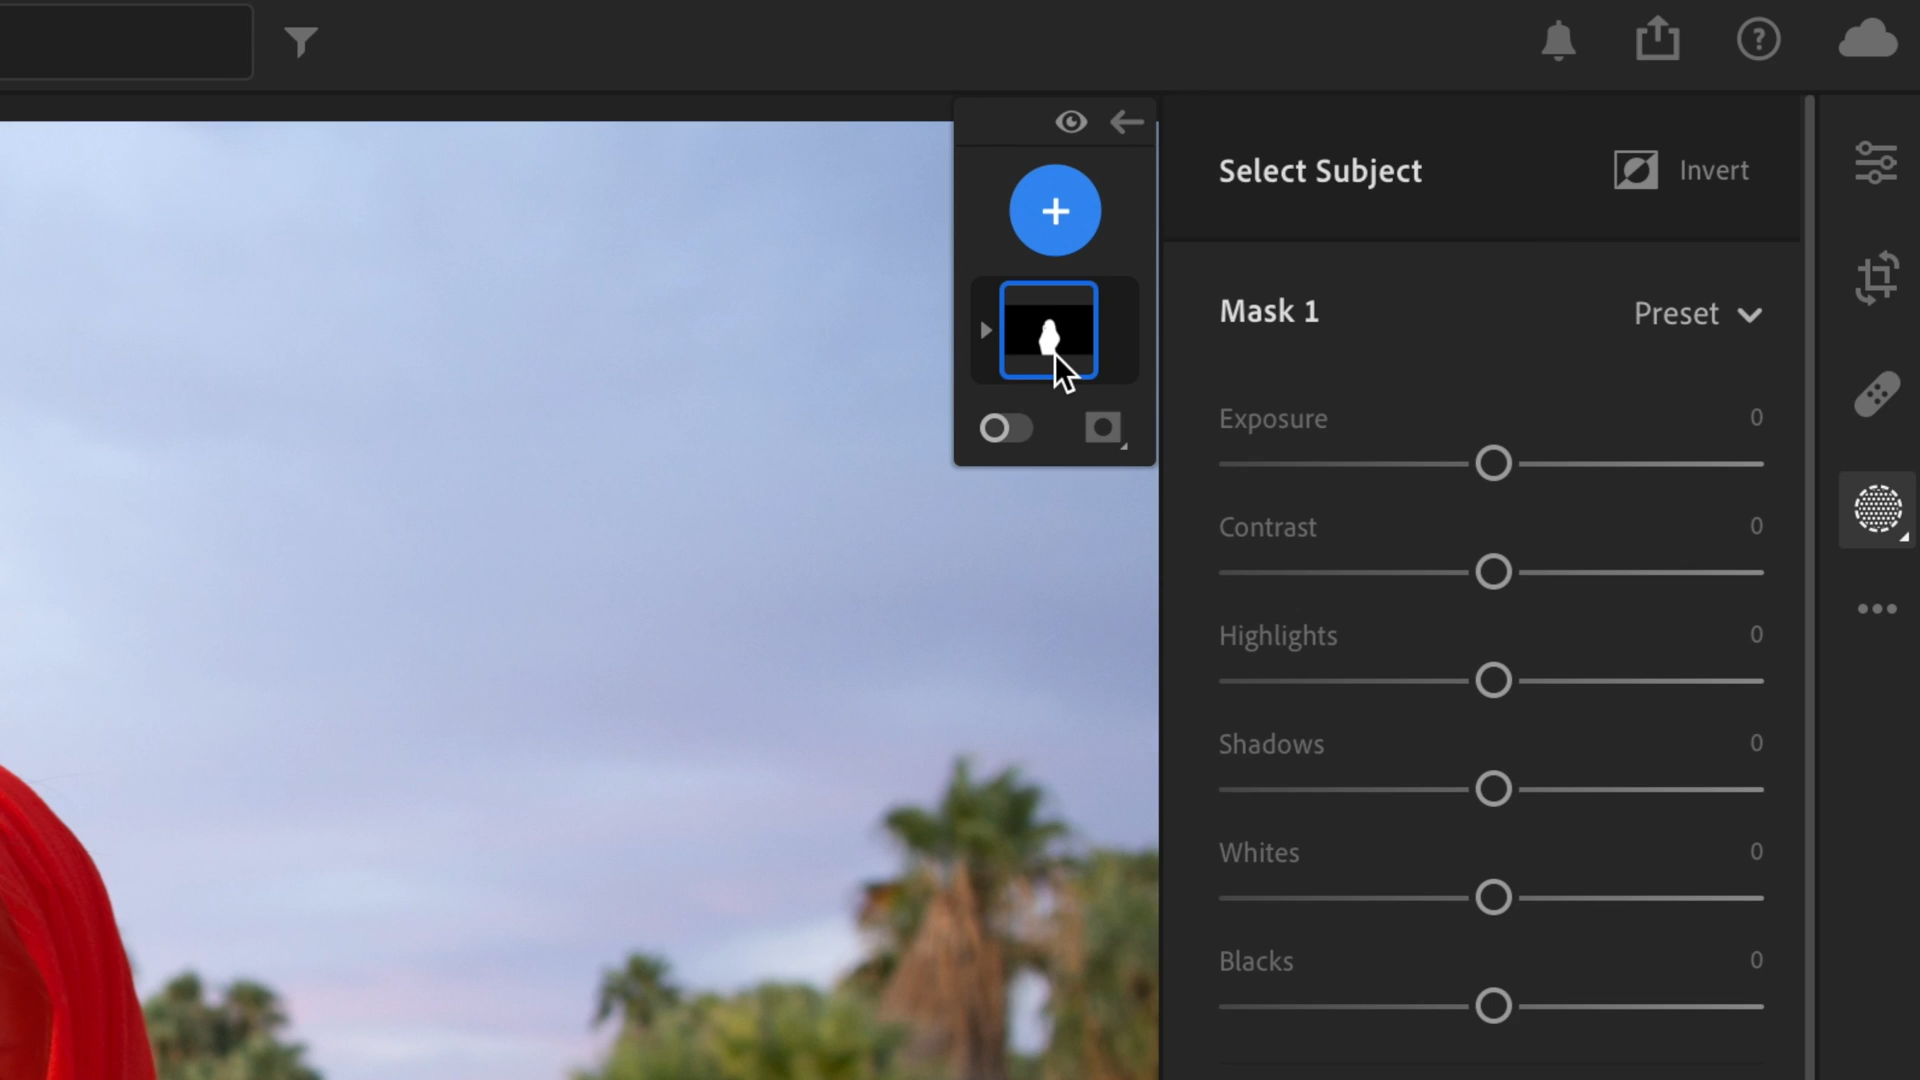 Select Subject
Invert
Mask 1
Preset
Exposure
0
Contrast
0
Highlights
0
Shadows
0
Whites
0
Blacks
0